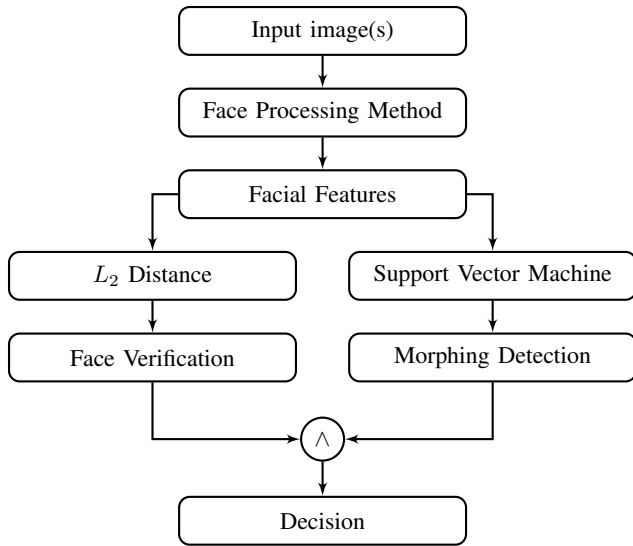 Input image(s)
Face Processing Method
Facial Features
L₂ Distance
Support Vector Machine
Face Verification
Morphing Detection
∧
Decision